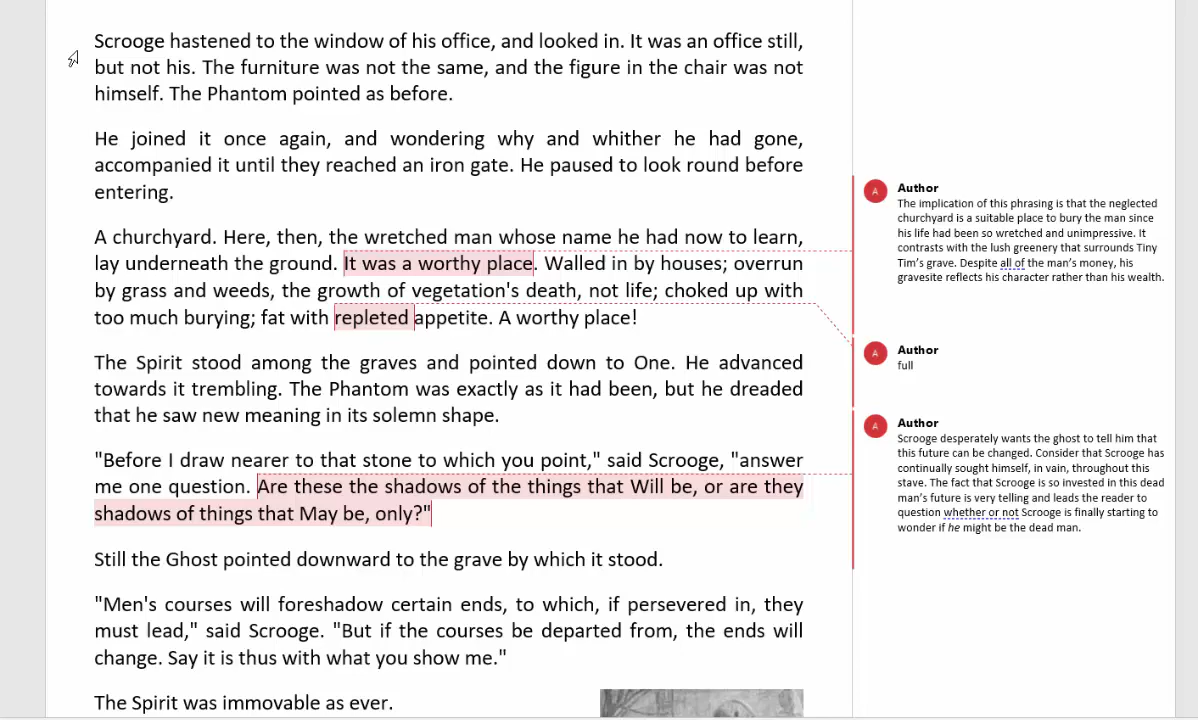 Scrooge hastened to the window of his office, and looked in. It was an office still,
but not his. The furniture was not the same, and the figure in the chair was not
himself. The Phantom pointed as before.
He joined it once again, and wondering why and whither he had gone,
accompanied it until they reached an iron gate. He paused to look round before
entering.
A churchyard. Here, then, the wretched man whose name he had now to learn,
lay underneath the ground. It was a worthy place. Walled in by houses; overrun
by grass and weeds, the growth of vegetation's death, not life; choked up with
too much burying; fat with repleted appetite. A worthy place!
The Spirit stood among the graves and pointed down to One. He advanced
towards it trembling. The Phantom was exactly as it had been, but he dreaded
that he saw new meaning in its solemn shape.
"Before I draw nearer to that stone to which you point," said Scrooge, "answer
me one question. Are these the shadows of the things that Will be, or are they
shadows of things that May be, only?"
Still the Ghost pointed downward to the grave by which it stood.
"Men's courses will foreshadow certain ends, to which, if persevered in, they
must lead," said Scrooge. "But if the courses be departed from, the ends will
change. Say it is thus with what you show me."
The Spirit was immovable as ever.
A
Author
The implication of this phrasing is that the neglected
churchyard is a suitable place to bury the man since
his life had been so wretched and unimpressive. It
contrasts with the lush greenery that surrounds Tiny
Tim's grave. Despite all of the man's money, his
gravesite reflects his character rather than his wealth.
A
Author
full
A
Author
Scrooge desperately wants the ghost to tell him that
this future can be changed. Consider that Scrooge has
continually sought himself, in vain, throughout this
stave. The fact that Scrooge is so invested in this dead
man's future is very telling and leads the reader to
question whether or not Scrooge is finally starting to
wonder if he might be the dead man.